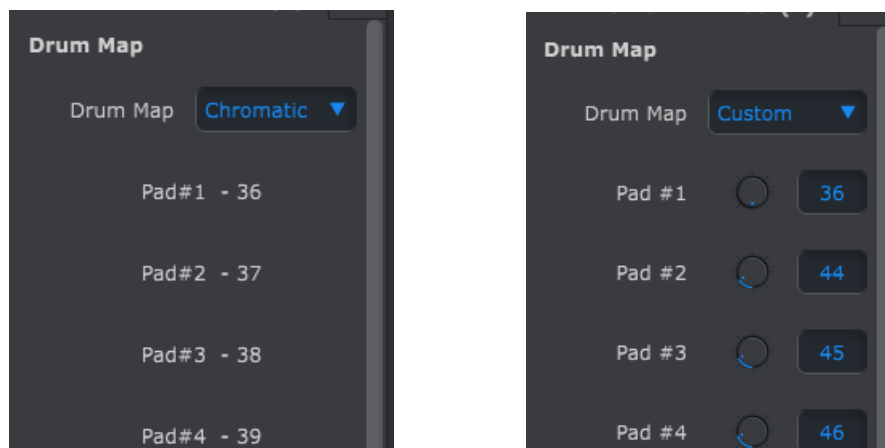 Drum Map
Drum Map Chromatic
Pad#1 - 36
Pad#2 - 37
Pad#3 - 38
Pad#4 - 39
Drum Map
Drum Map Custom
Pad #1 36
Pad #2 44
Pad #3 45
Pad #4 46